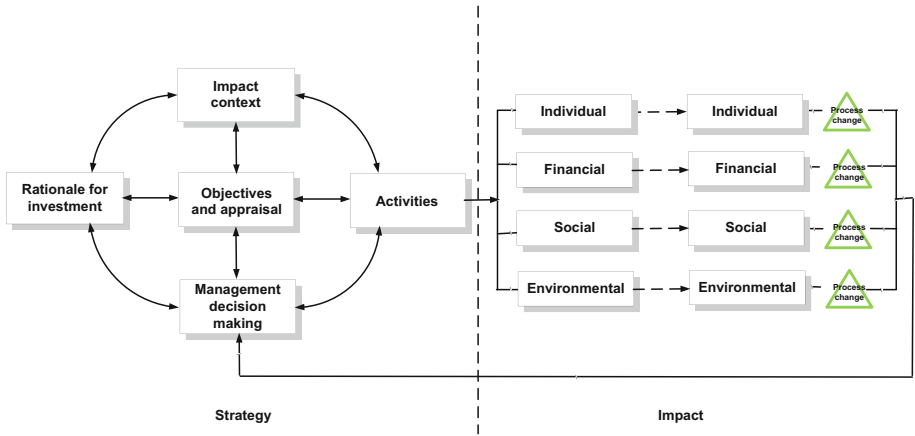 Impact
context
Rationale for
investment
Objectives
and appraisal
Activities
Management
decision
making
Strategy
Individual
Individual
Process
change
Financial
Financial
Process
change
Social
Social
Process
change
Environmental
Environmental
Process
change
Impact